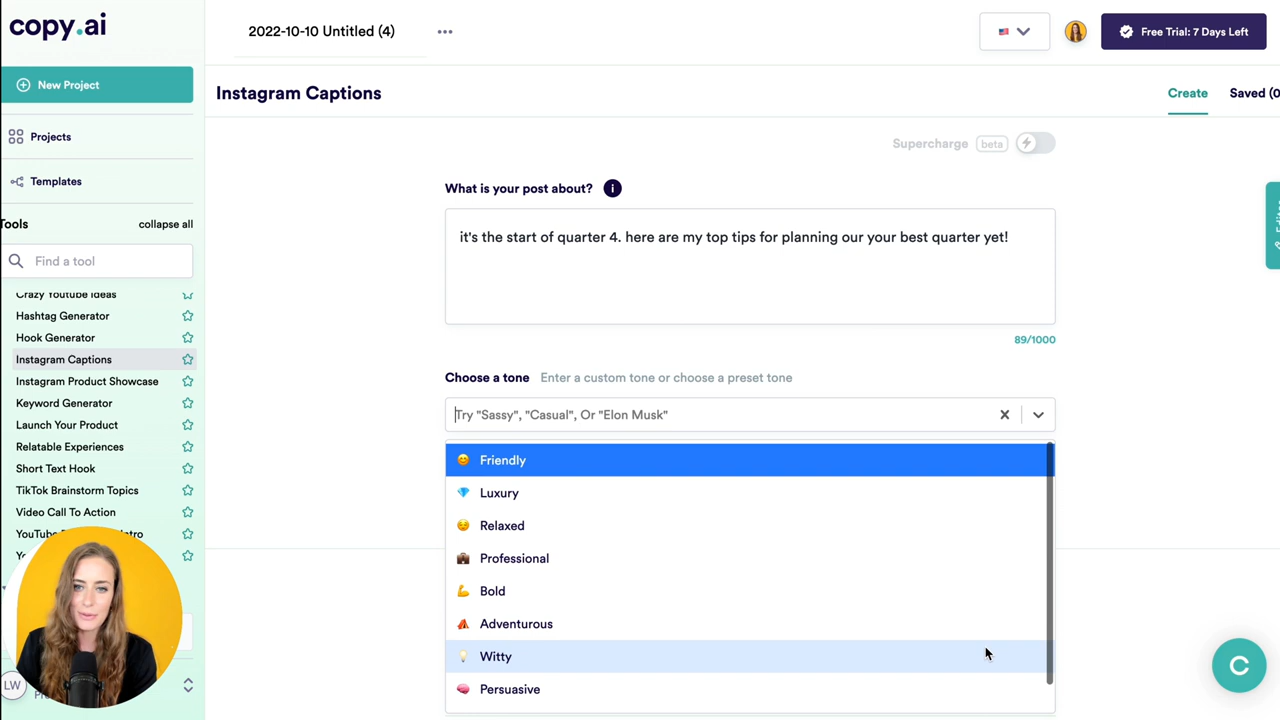 copy.ai
2022-10-10 Untitled (4)
Free Trial: 7 Days Left
New Project
Instagram Captions
Create
Saved (0
Projects
Supercharge beta
Templates
What is your post about? i
Tools
collapse all
it's the start of quarter 4. here are my top tips for planning our your best quarter yet!
Find a tool
Crazy Youtube Ideas
Hashtag Generator
Hook Generator
89/1000
Instagram Captions
Choose a tone Enter a custom tone or choose a preset tone
Instagram Product Showcase
Keyword Generator
Try "Sassy", "Casual", Or "Elon Musk"
Launch Your Product
Relatable Experiences
Friendly
Short Text Hook
TikTok Brainstorm Topics
Luxury
Video Call To Action
Relaxed
Professional
Bold
Adventurous
Witty
Persuasive
C
LW